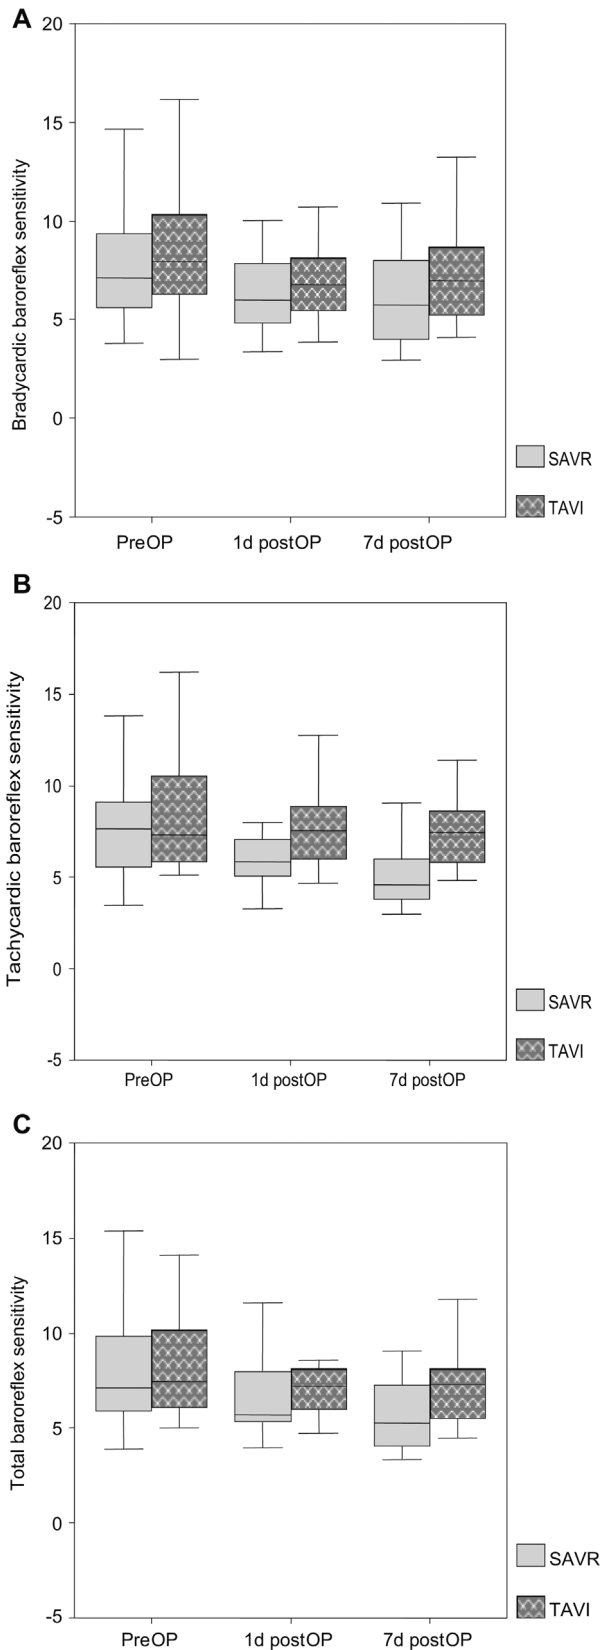 A
Bradycardic baroreflex sensitivity
20
15
10
5
0
-5
PreOP 1d postOP 7d postOP
SAVR
TAVI
B
Tachycardic baroreflex sensitivity
20
15
10
5
0
-5
PreOP 1d postOP 7d postOP
SAVR
TAVI
C
Total baroreflex sensitivity
20
15
10
5
0
-5
PreOP 1d postOP 7d postOP
SAVR
TAVI